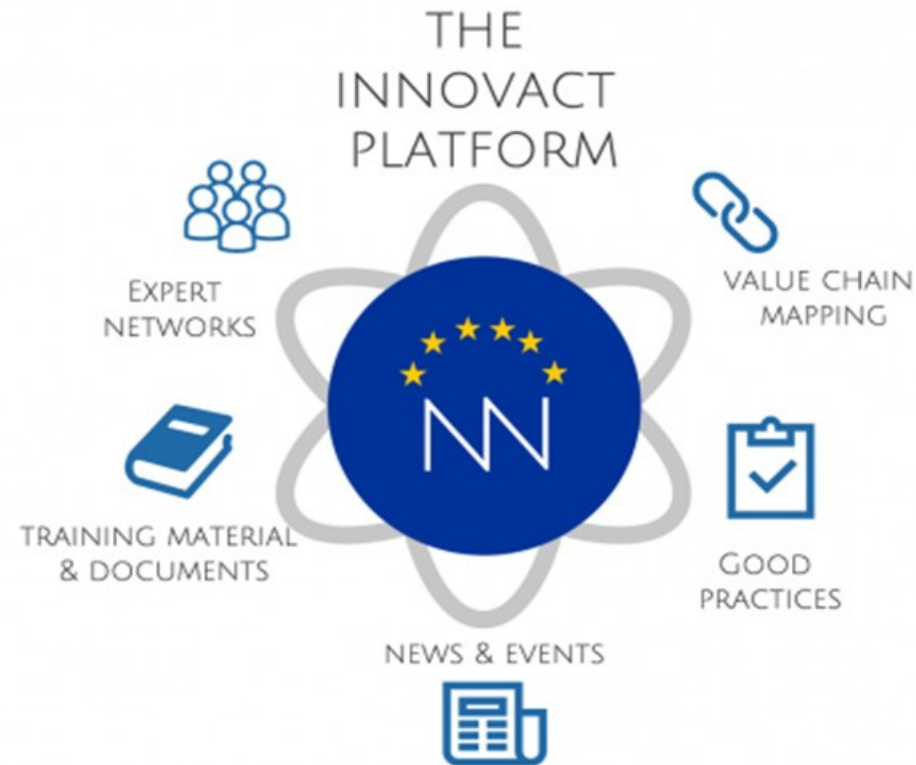 THE
INNOVACT
PLATFORM
EXPERT
NETWORKS
VALUE CHAIN
MAPPING
TRAINING MATERIAL
& DOCUMENTS
GOOD
PRACTICES
NEWS & EVENTS